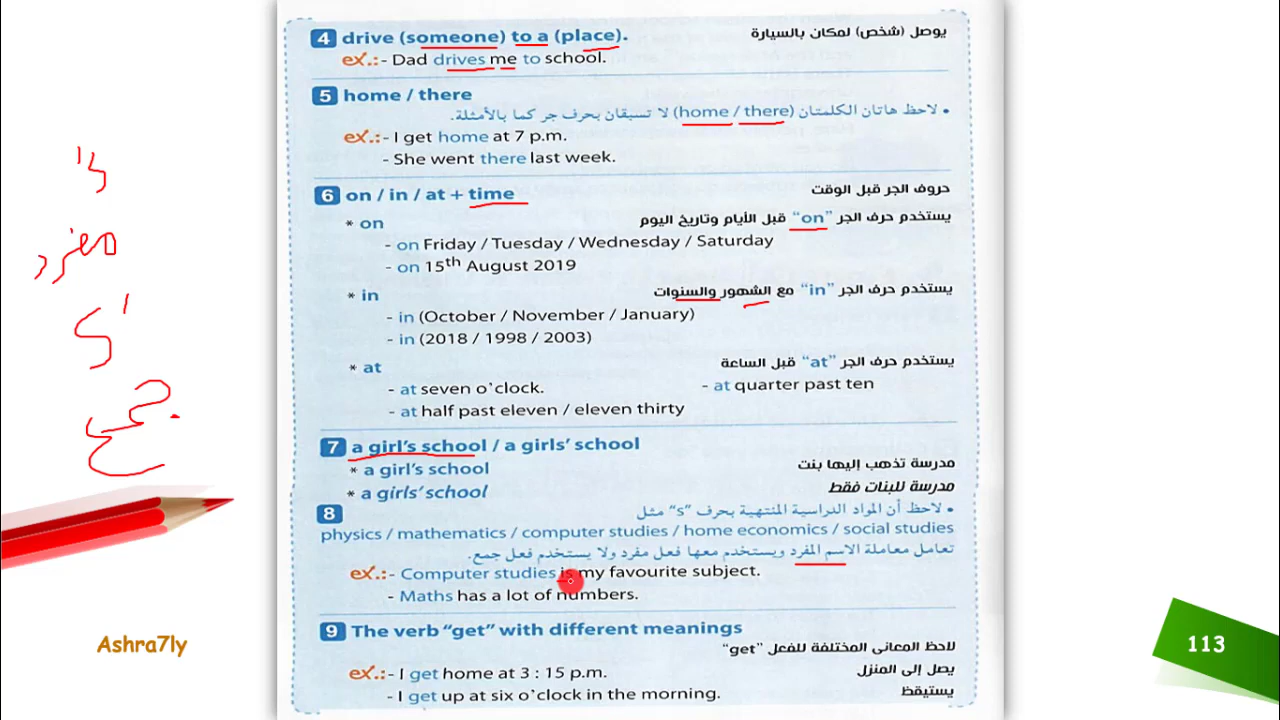 4 drive (someone) to a (place). يوصل (شخص) لمكان بالسيارة
ex.:- Dad drives me to school.
5 home / there
• لاحظ هاتان الكلمتان (home / there) لا تسبقان بحرف جر كما بالأمثلة.
ex.:- I get home at 7 p.m.
- She went there last week.
6 on / in / at + time حروف الجر قبل الوقت
* on يستخدم حرف الجر "on" قبل الأيام وتاريخ اليوم
- on Friday / Tuesday / Wednesday / Saturday
- on 15th August 2019
* in يستخدم حرف الجر "in" مع الشهور والسنوات
- in (October / November / January)
- in (2018 / 1998 / 2003)
* at يستخدم حرف الجر "at" قبل الساعة
- at seven o'clock. - at quarter past ten
- at half past eleven / eleven thirty
7 a girl's school / a girls' school
* a girl's school مدرسة تذهب إليها بنت
* a girls' school مدرسة للبنات فقط
8 • لاحظ أن المواد الدراسية المنتهية بحرف "s" مثل
physics / mathematics / computer studies / home economics / social studies
تعامل معاملة الاسم المفرد ويستخدم معها فعل مفرد ولا يستخدم فعل جمع.
ex.:- Computer studies is my favourite subject.
- Maths has a lot of numbers.
9 The verb "get" with different meanings
لاحظ المعانى المختلفة للفعل "get"
ex.:- I get home at 3 : 15 p.m. يصل إلى المنزل
- I get up at six o'clock in the morning. يستيقظ
's
مفرد
s'
جمع
Ashra7ly
113